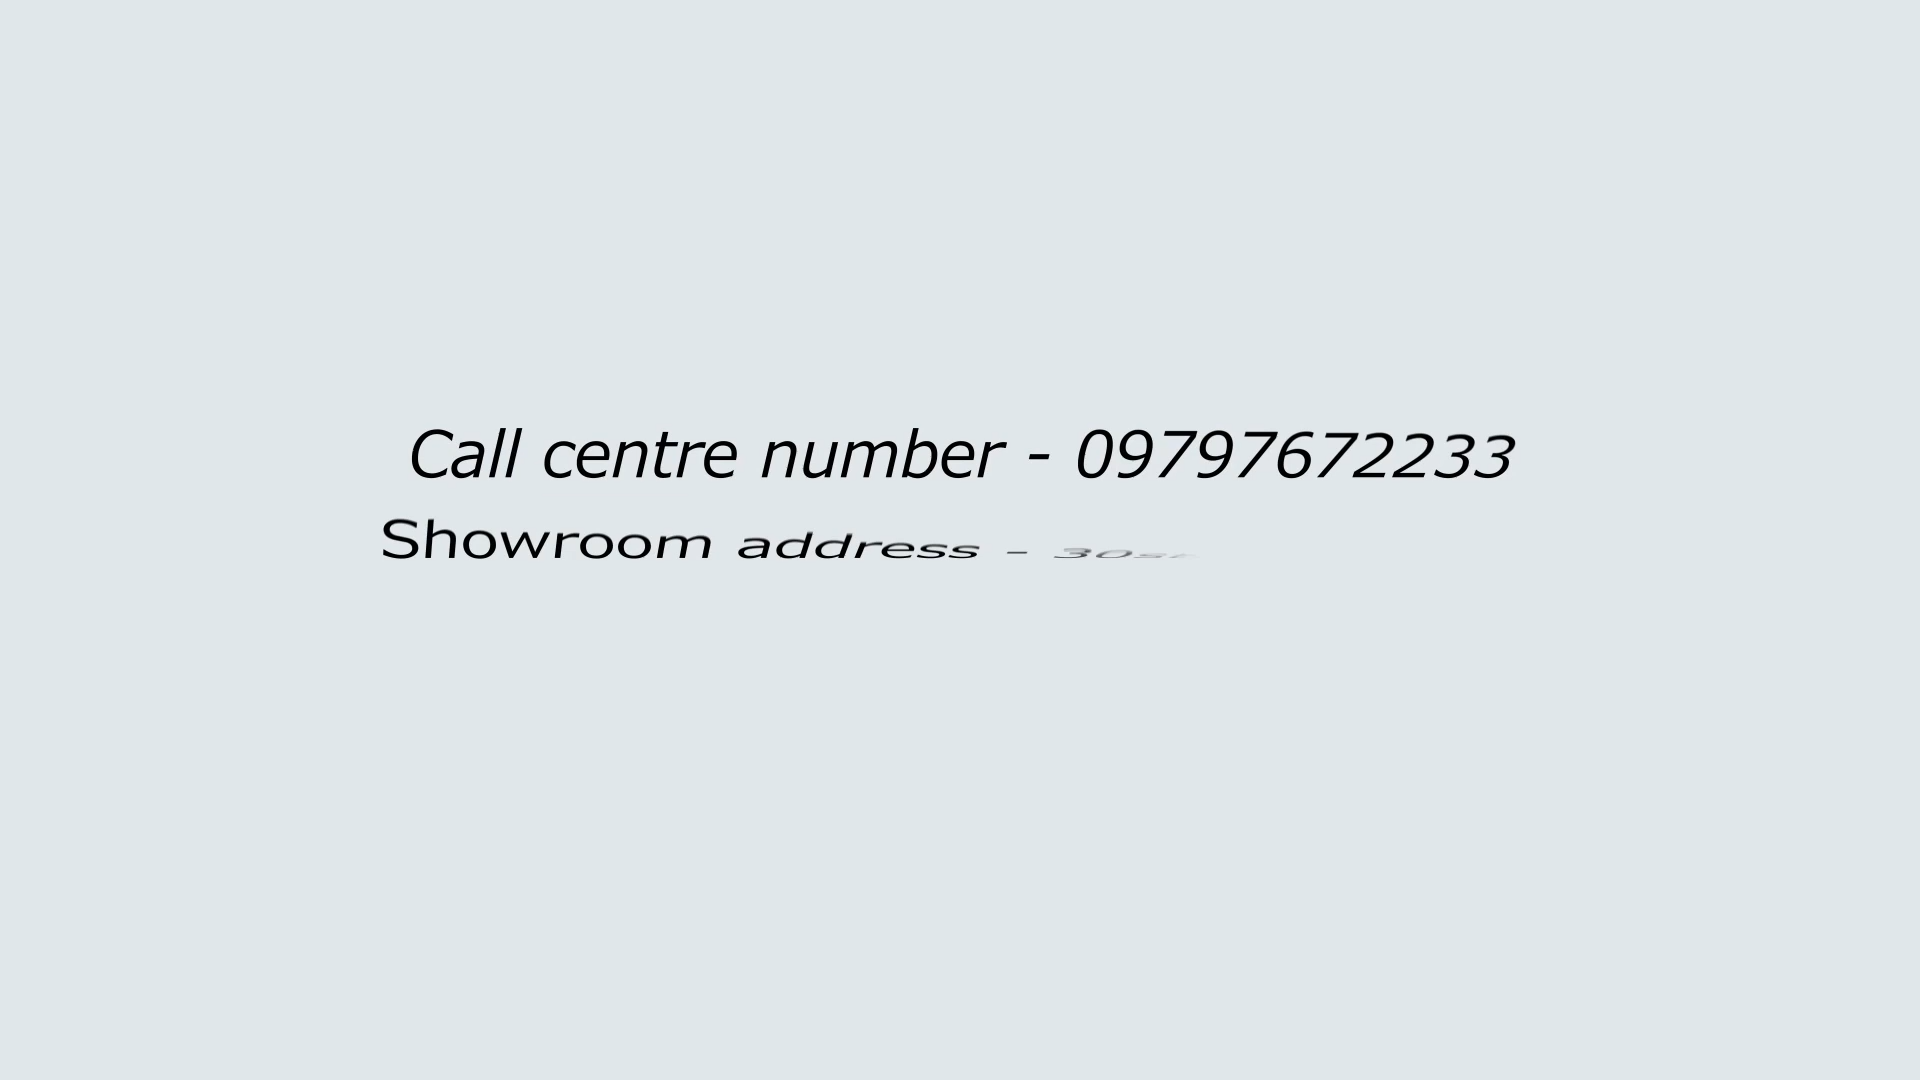 Call centre number - 09797672233
Showroom address -